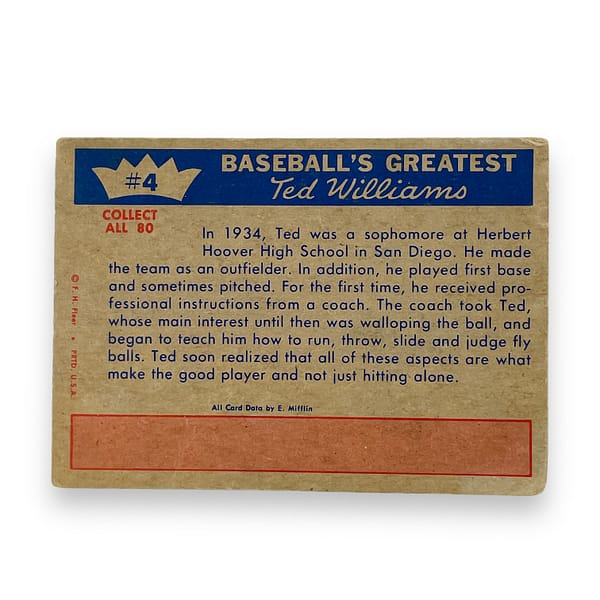 #4
BASEBALL'S GREATEST
Ted Williams
COLLECT
ALL 80
In 1934, Ted was a sophomore at Herbert
Hoover High School in San Diego. He made
the team as an outfielder. In addition, he played first base
and sometimes pitched. For the first time, he received pro-
fessional instructions from a coach. The coach took Ted,
whose main interest until then was walloping the ball, and
began to teach him how to run, throw, slide and judge fly
balls. Ted soon realized that all of these aspects are what
make the good player and not just hitting alone.
© F. H. Fleer • PRTD. U.S.A.
All Card Data by E. Mifflin